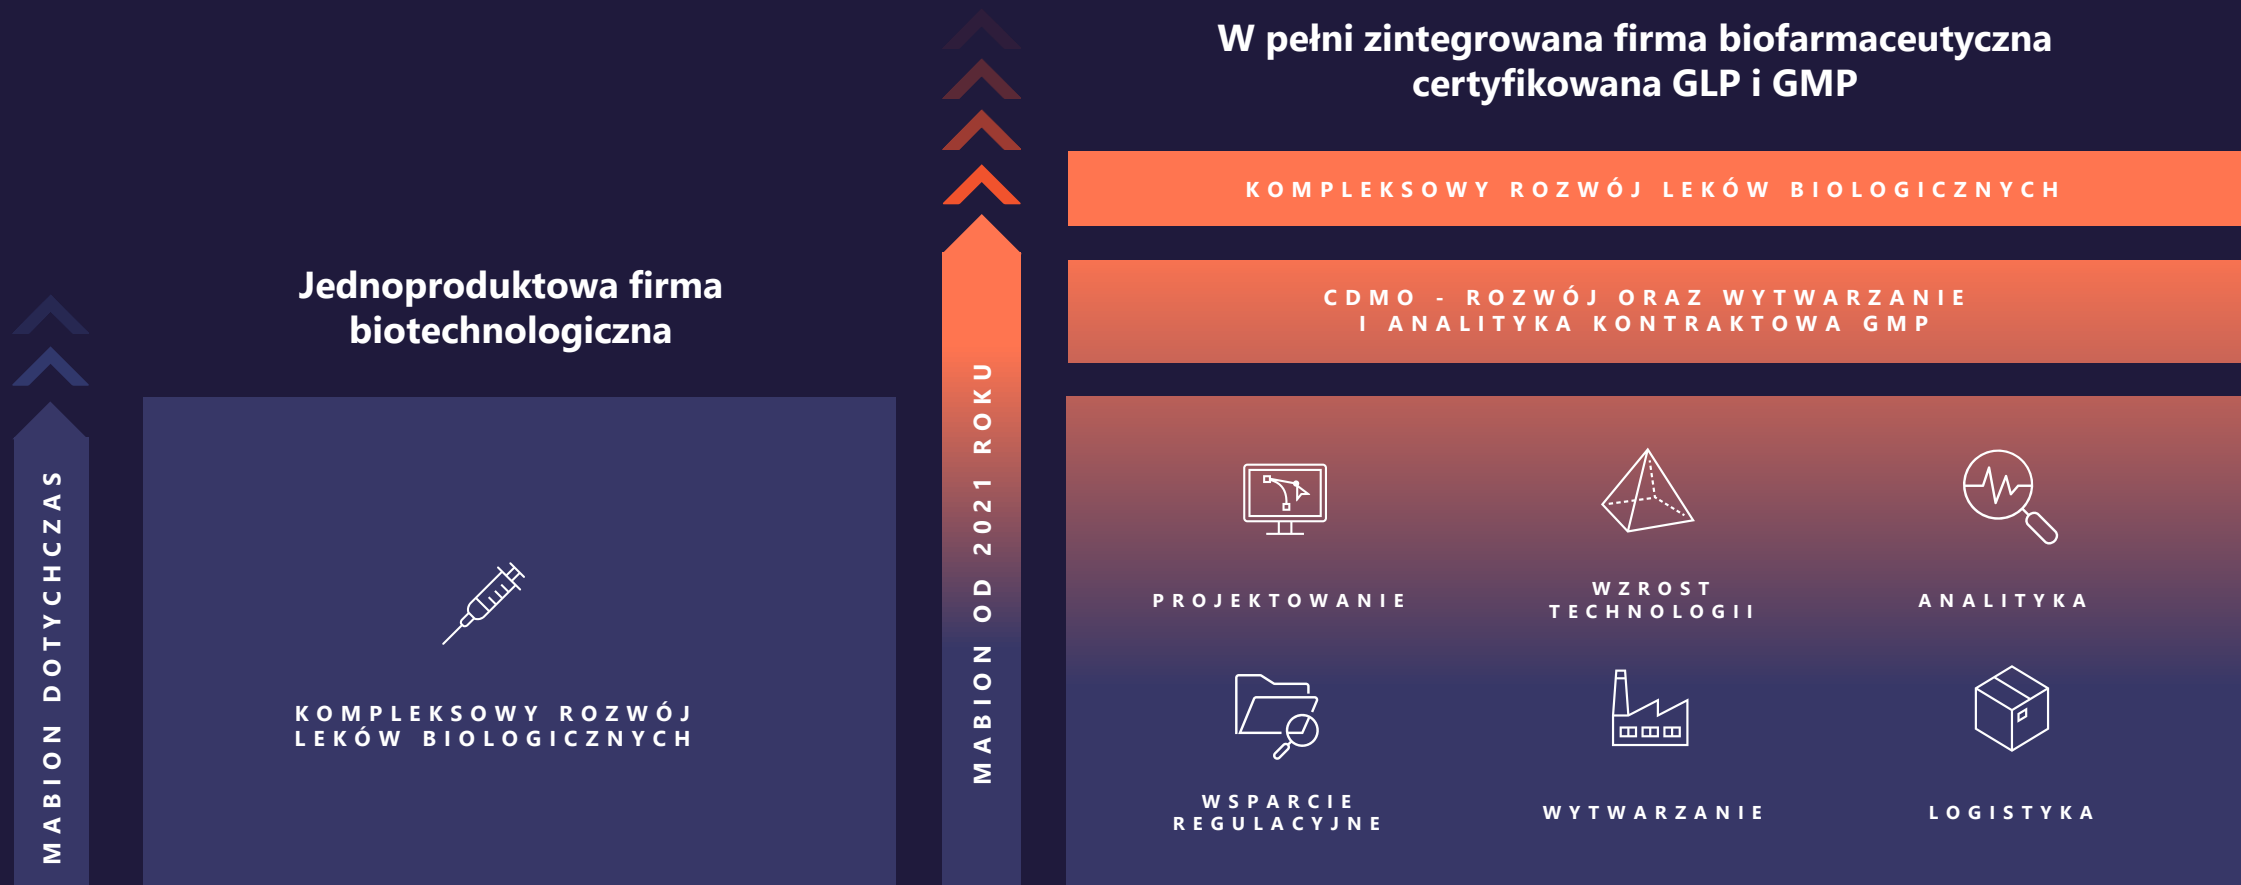 MABION DOTYCHCZAS
Jednoproduktowa firma
biotechnologiczna
KOMPLEKSOWY ROZWÓJ
LEKÓW BIOLOGICZNYCH
MABION OD 2021 ROKU
W pełni zintegrowana firma biofarmaceutyczna
certyfikowana GLP i GMP
KOMPLEKSOWY ROZWÓJ LEKÓW BIOLOGICZNYCH
CDMO - ROZWÓJ ORAZ WYTWARZANIE
I ANALITYKA KONTRAKTOWA GMP
PROJEKTOWANIE
WZROST
TECHNOLOGII
ANALITYKA
WSPARCIE
REGULACYJNE
WYTWARZANIE
LOGISTYKA